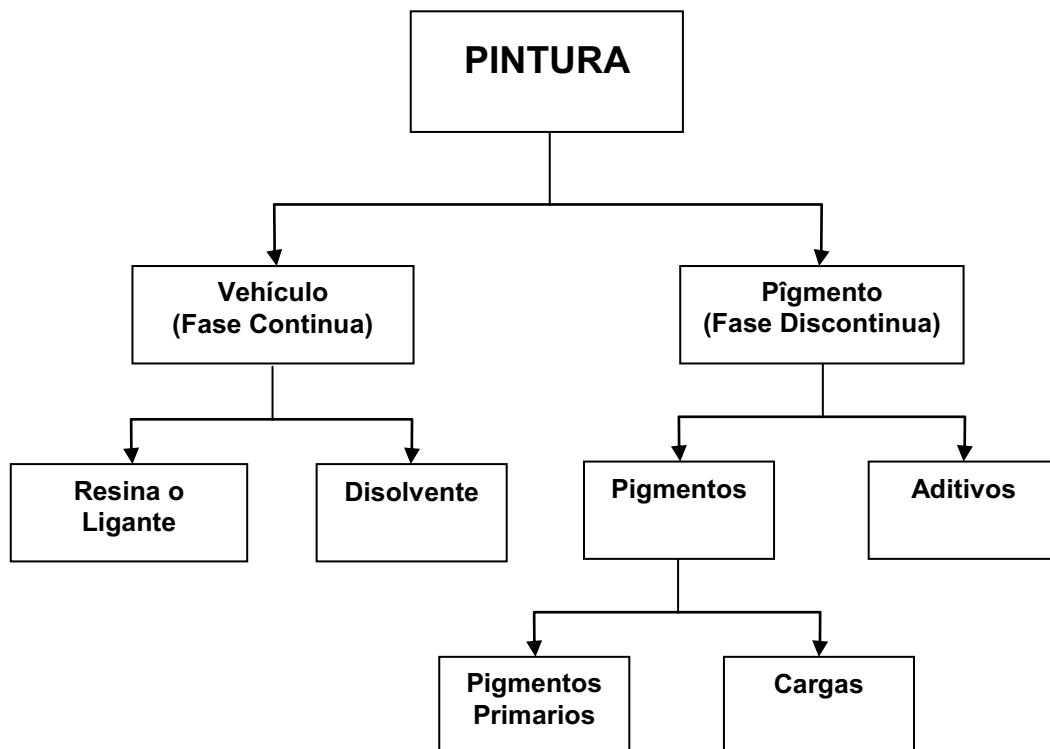 PINTURA
Vehículo
(Fase Continua)
Pîgmento
(Fase Discontinua)
Resina o
Ligante
Disolvente
Pigmentos
Aditivos
Pigmentos
Primarios
Cargas